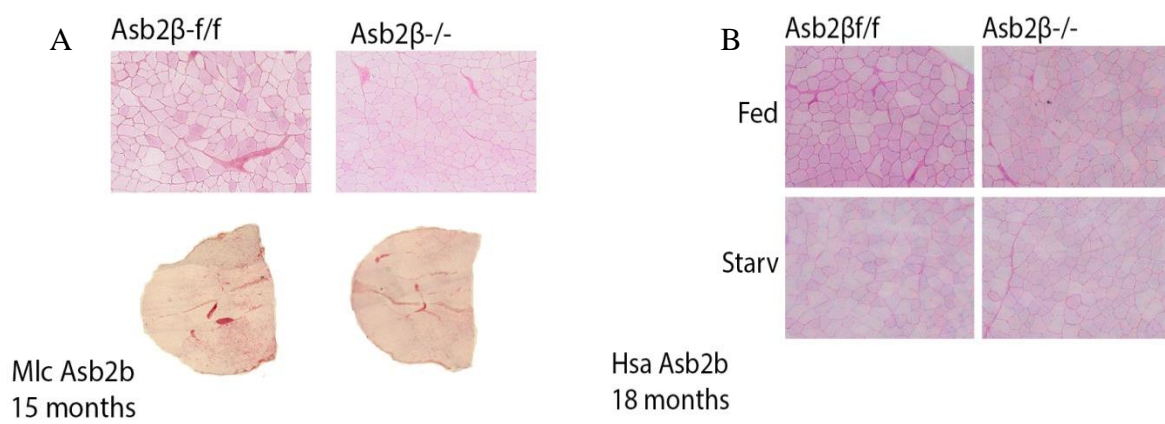 A
Asb2β-f/f
Asb2β-/-
Mlc Asb2b
15 months
B
Asb2βf/f
Asb2β-/-
Fed
Starv
Hsa Asb2b
18 months